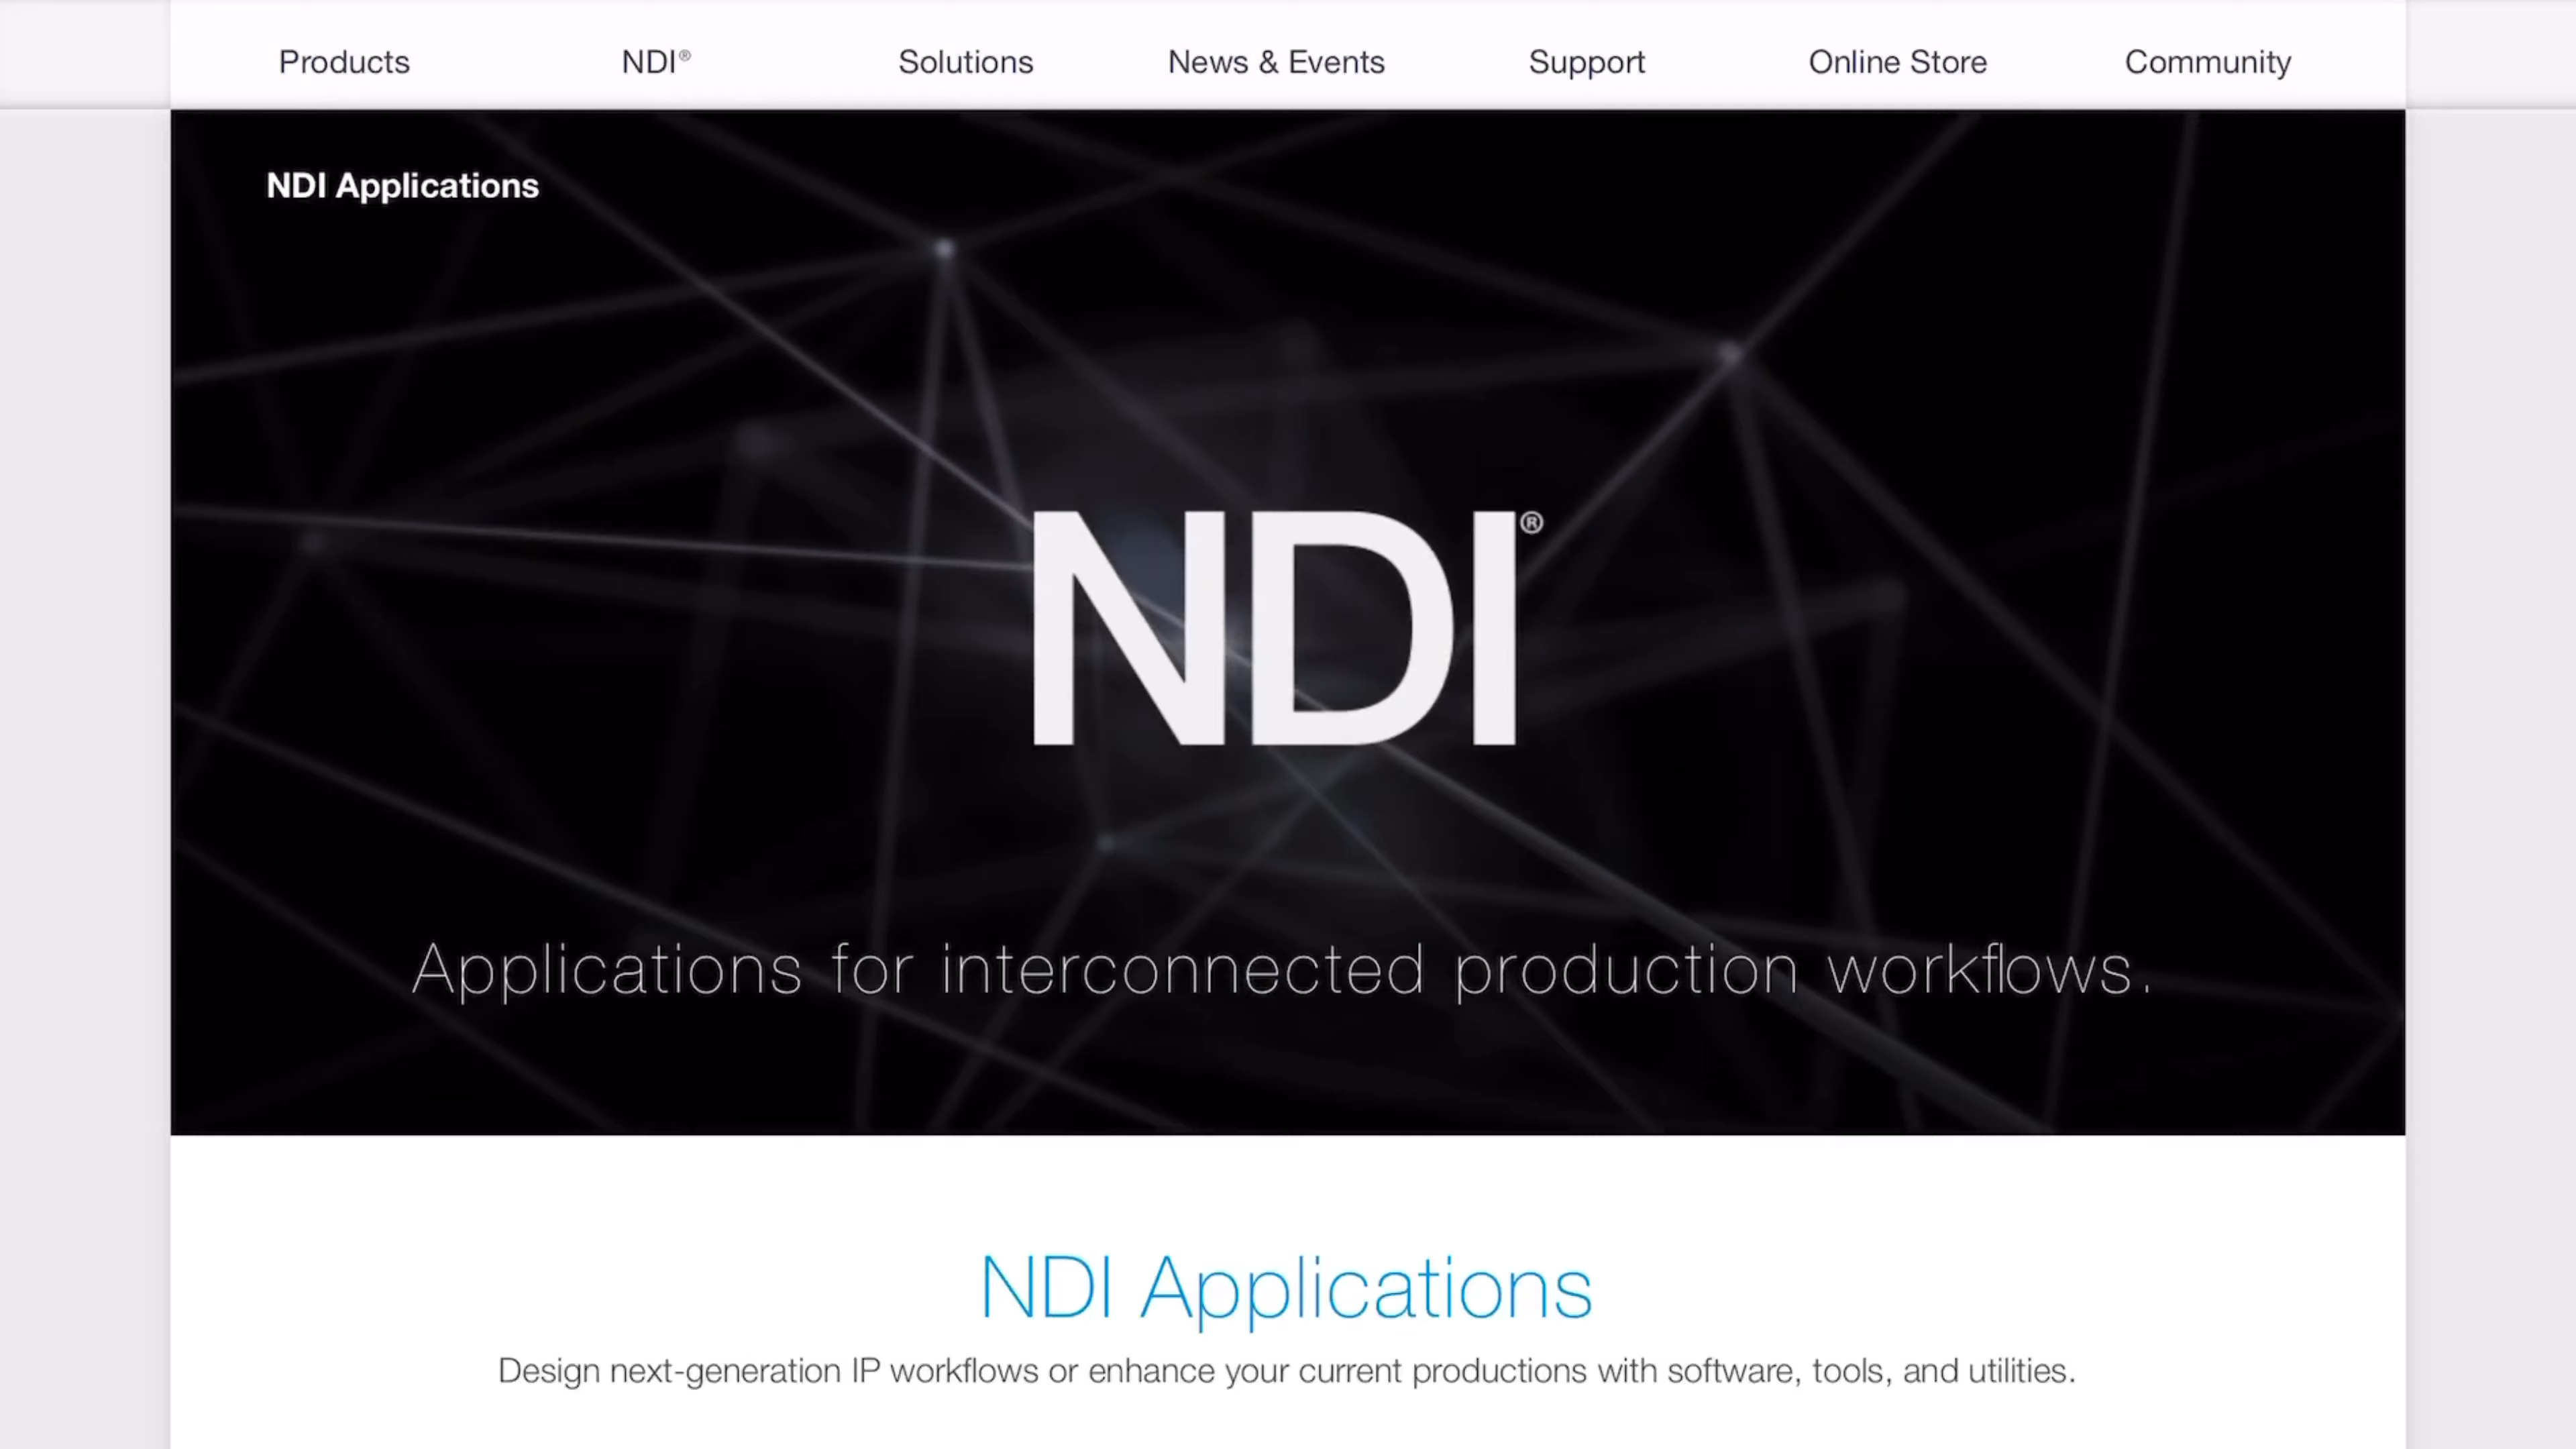 Products NDI® Solutions News & Events Support Online Store Community
NDI Applications
NDI®
Applications for interconnected production workflows.
NDI Applications
Design next-generation IP workflows or enhance your current productions with software, tools, and utilities.